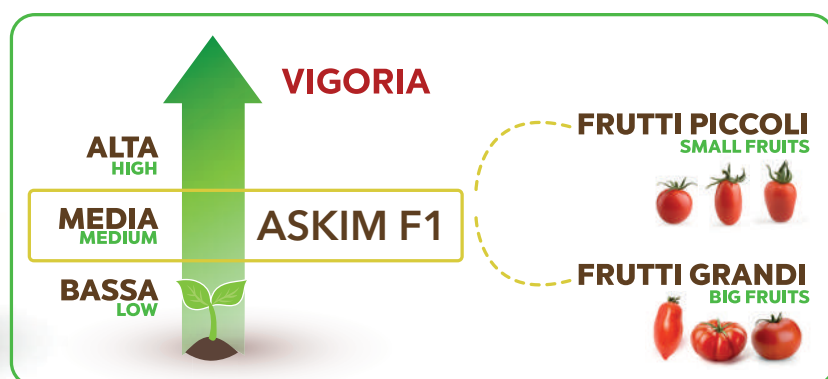 VIGORIA
ALTA
HIGH
MEDIA
MEDIUM
ASKIM F1
BASSA
LOW
FRUTTI PICCOLI
SMALL FRUITS
FRUTTI GRANDI
BIG FRUITS